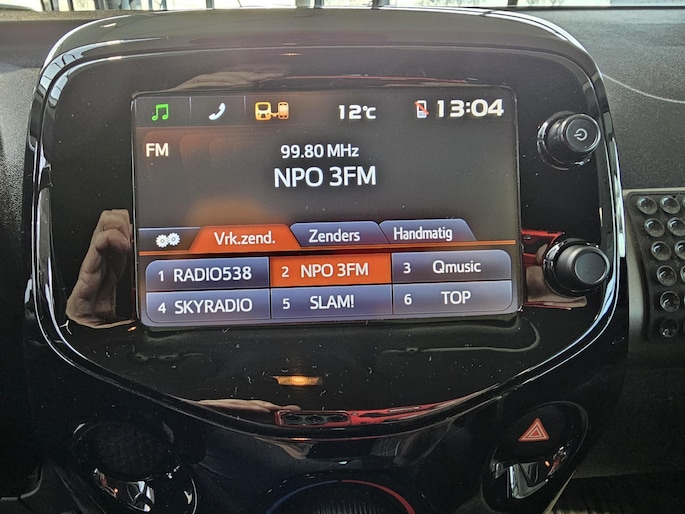 12°C 13:04
FM 99.80 MHz
NPO 3FM
Vrk.zend. Zenders Handmatig
1 RADIO538 2 NPO 3FM 3 Qmusic
4 SKYRADIO 5 SLAM! 6 TOP